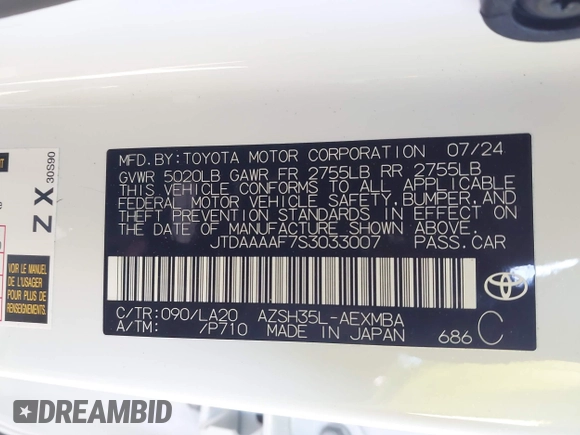 MFD.BY:TOYOTA MOTOR CORPORATION 07/24
GVWR 5020LB GAWR FR 2755LB RR 2755LB
THIS VEHICLE CONFORMS TO ALL APPLICABLE
FEDERAL MOTOR VEHICLE SAFETY, BUMPER, AND
THEFT PREVENTION STANDARDS IN EFFECT ON
THE DATE OF MANUFACTURE SHOWN ABOVE.
JTDAAAAF7S3033007 PASS.CAR
C/TR:090/LA20 AZSH35L-AEXMBA
A/TM: /P710 MADE IN JAPAN 686 C
ZX 30S90
VOIR LE MANUEL
DE L'USAGER
POUR PLUS DE
RENSEIGNEMENTS
DREAMBID